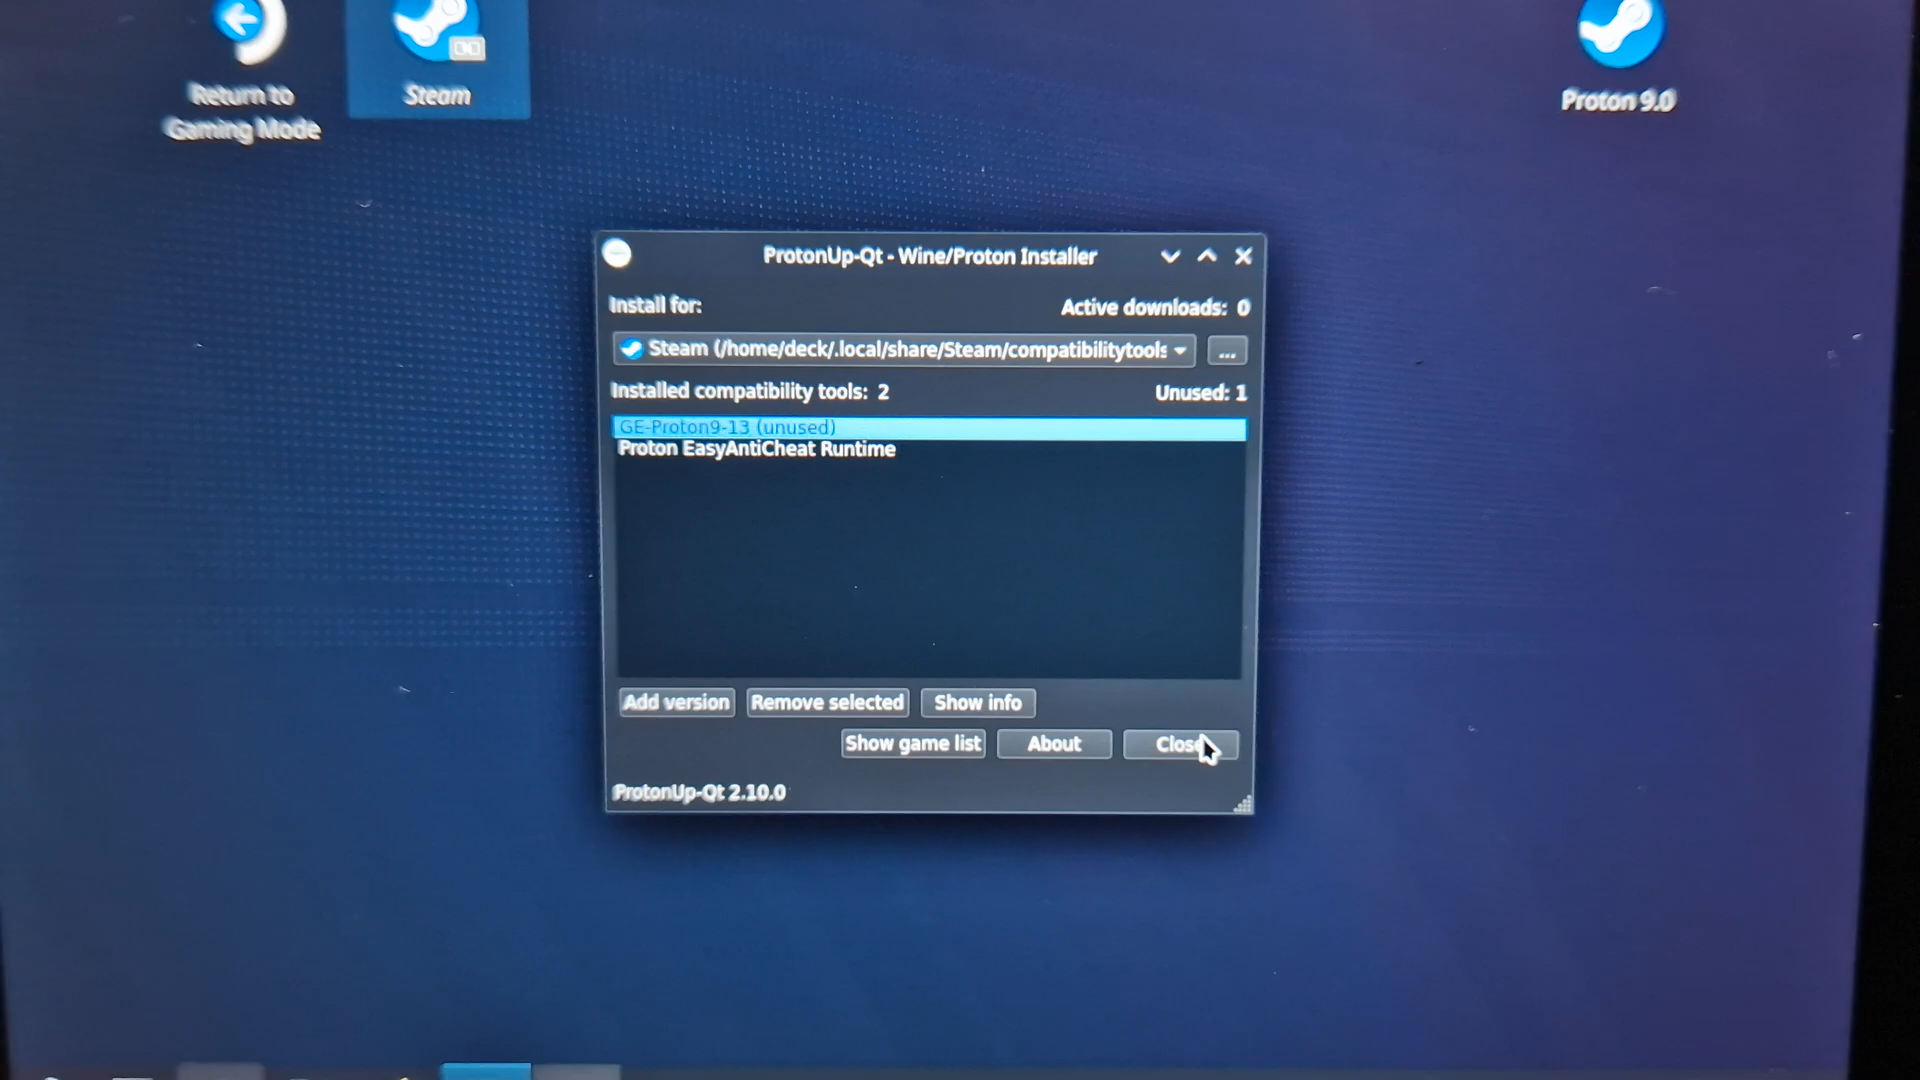 Return to
Gaming Mode
Steam
Proton 9.0
ProtonUp-Qt - Wine/Proton Installer
Install for:
Active downloads: 0
Steam (/home/deck/.local/share/Steam/compatibilitytools
...
Installed compatibility tools: 2
Unused: 1
GE-Proton9-13 (unused)
Proton EasyAntiCheat Runtime
Add version
Remove selected
Show info
Show game list
About
Close
ProtonUp-Qt 2.10.0